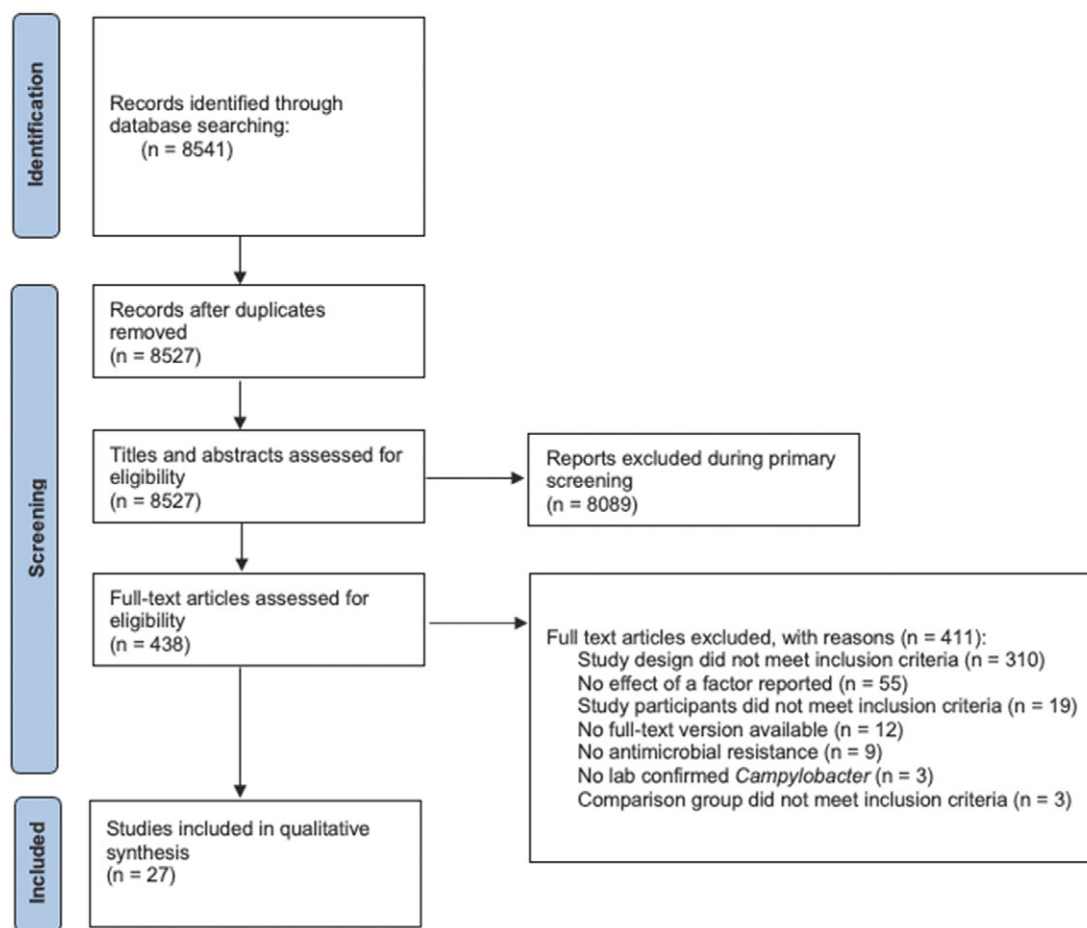 Identification
Records identified through
database searching:
(n = 8541)
Screening
Records after duplicates
removed
(n = 8527)
Titles and abstracts assessed for
eligibility
(n = 8527)
Reports excluded during primary
screening
(n = 8089)
Full-text articles assessed for
eligibility
(n = 438)
Full text articles excluded, with reasons (n = 411):
Study design did not meet inclusion criteria (n = 310)
No effect of a factor reported (n = 55)
Study participants did not meet inclusion criteria (n = 19)
No full-text version available (n = 12)
No antimicrobial resistance (n = 9)
No lab confirmed Campylobacter (n = 3)
Comparison group did not meet inclusion criteria (n = 3)
Included
Studies included in qualitative
synthesis
(n = 27)